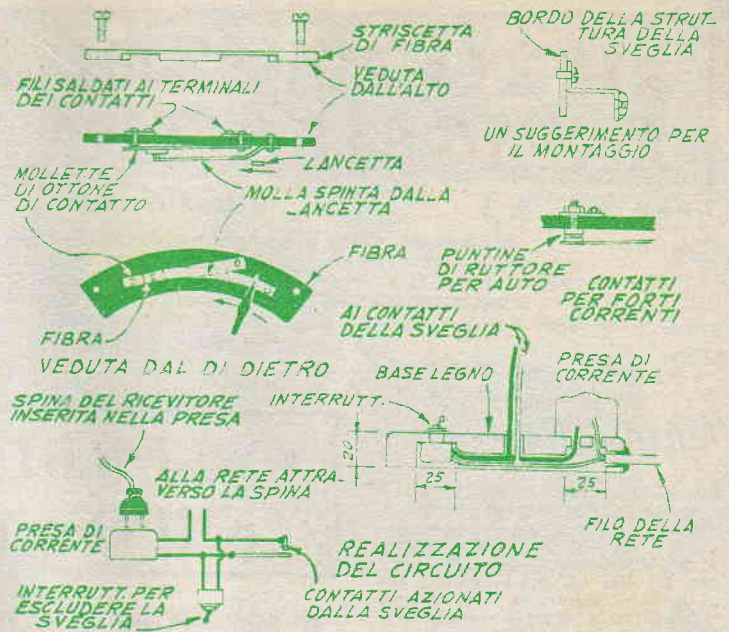 STRISCETTA
DI FIBRA
VEDUTA
DALL'ALTO
FILI SALDATI AI TERMINALI
DEI CONTATTI
LANCETTA
MOLLETTE
DI OTTONE
DI CONTATTO
MOLLA SPINTA DALLA
LANCETTA
FIBRA
FIBRA
VEDUTA DAL DI DIETRO
BORDO DELLA STRUT-
TURA DELLA
SVEGLIA
UN SUGGERIMENTO PER
IL MONTAGGIO
PUNTINE
DI RUTTORE
PER AUTO
CONTATTI
PER FORTI
CORRENTI
AI CONTATTI
DELLA SVEGLIA
PRESA DI
CORRENTE
BASE LEGNO
INTERRUTT.
20
25
25
FILO DELLA
RETE
SPINA DEL RICEVITORE
INSERITA NELLA PRESA
ALLA RETE ATTRA-
VERSO LA SPINA
PRESA DI
CORRENTE
REALIZZAZIONE
DEL CIRCUITO
INTERRUTT. PER
ESCLUDERE LA
SVEGLIA
CONTATTI AZIONATI
DALLA SVEGLIA